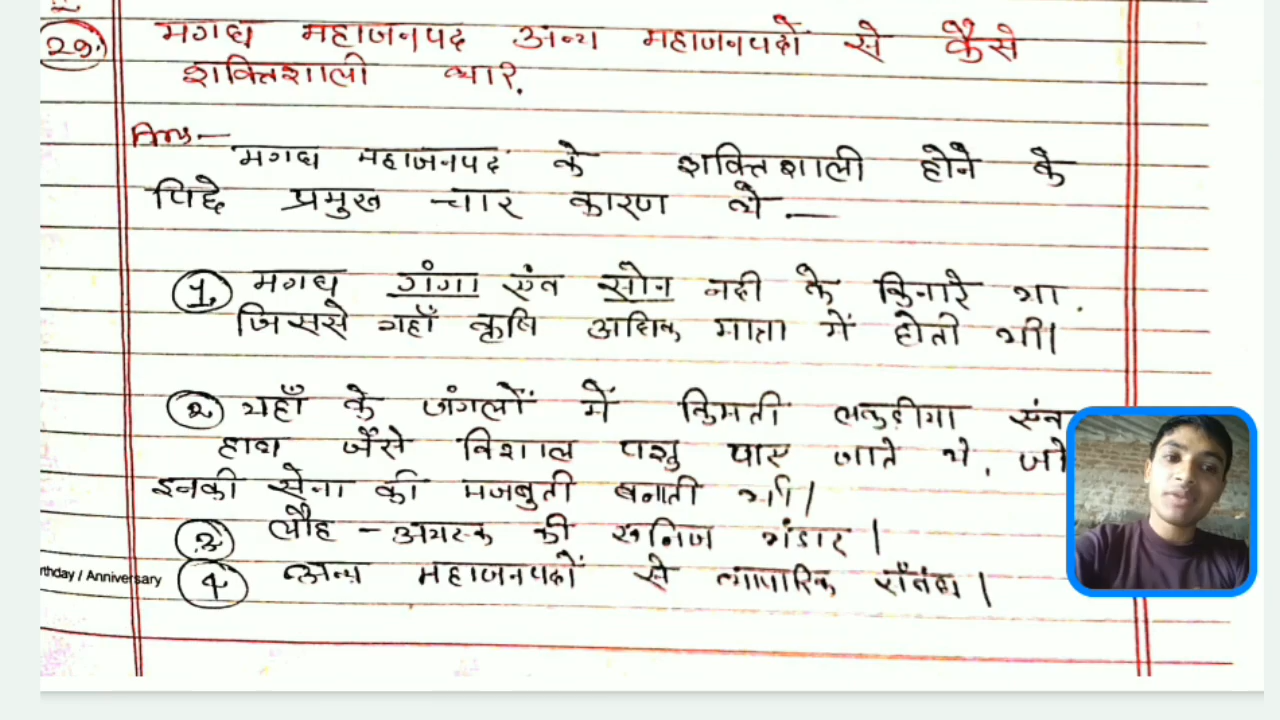 29.
मगध महाजनपद अन्य महाजनपदों से कैसे
शक्तिशाली था?.
Ans:-
मगध महाजनपद के शक्तिशाली होने के
पिछे प्रमुख चार कारण थे.—
1. मगध गंगा एंव सोन नदी के किनारे था.
जिससे यहाँ कृषि अधिक मात्रा में होती थी।
2. यहाँ के जंगलों में किमती लकड़ीया एंव
हाथ जैसे विशाल पशु पाए जाते थे, जो
इनकी सेना की मजबुती बनाती थी।
3. लौह - अयस्क की खनिज भंडार।
rthday / Anniversary
4. अन्य महाजनपदों से व्यापारिक संबंध।